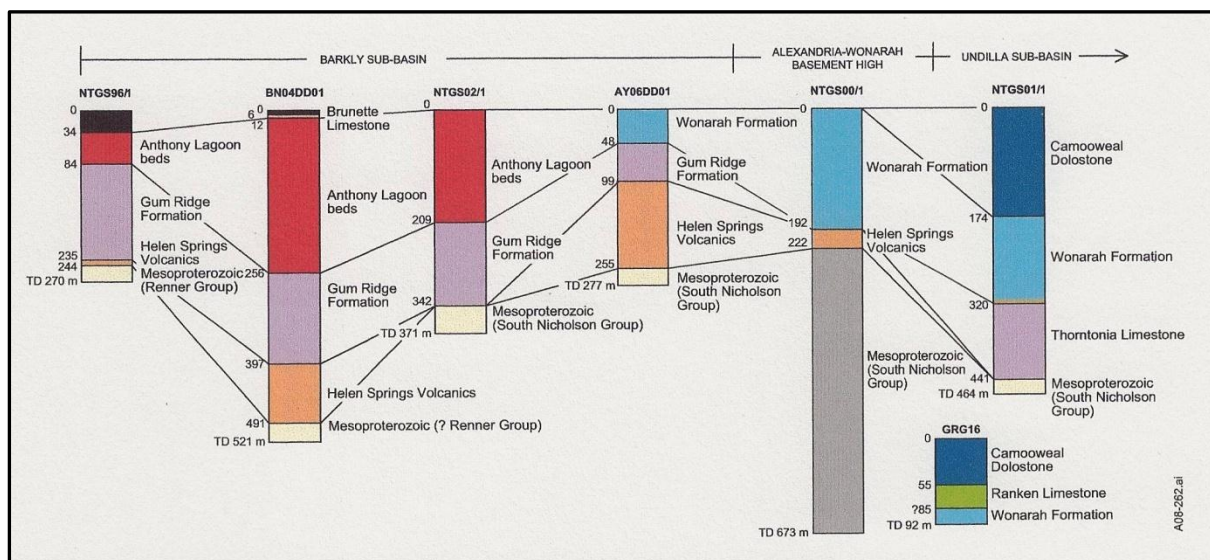 BARKLY SUB-BASIN
ALEXANDRIA-WONARAH
BASEMENT HIGH
UNDILLA SUB-BASIN
NTGS96/1
0
34
Anthony Lagoon
beds
84
Gum Ridge
Formation
235
Helen Springs
Volcanics
244
Mesoproterozoic
(Renner Group)
TD 270 m
BN04DD01
0
6
12
Brunette
Limestone
Anthony Lagoon
beds
256
Gum Ridge
Formation
397
Helen Springs Volcanics
491
Mesoproterozoic (? Renner Group)
TD 521 m
NTGS02/1
0
Anthony Lagoon
beds
209
Gum Ridge
Formation
342
Mesoproterozoic
(South Nicholson Group)
TD 371 m
AY06DD01
0
Wonarah Formation
48
Gum Ridge
Formation
99
Helen Springs
Volcanics
255
TD 277 m
Mesoproterozoic
(South Nicholson
Group)
NTGS00/1
0
Wonarah Formation
192
Helen Springs
Volcanics
222
Mesoproterozoic
(South Nicholson
Group)
TD 673 m
NTGS01/1
0
Camooweal
Dolostone
174
Wonarah
Formation
320
Thorntonia Limestone
441
TD 464 m
Mesoproterozoic
(South Nicholson
Group)
GRG16
0
Camooweal
Dolostone
55
Ranken Limestone
?85
Wonarah Formation
TD 92 m
A08-262.ai